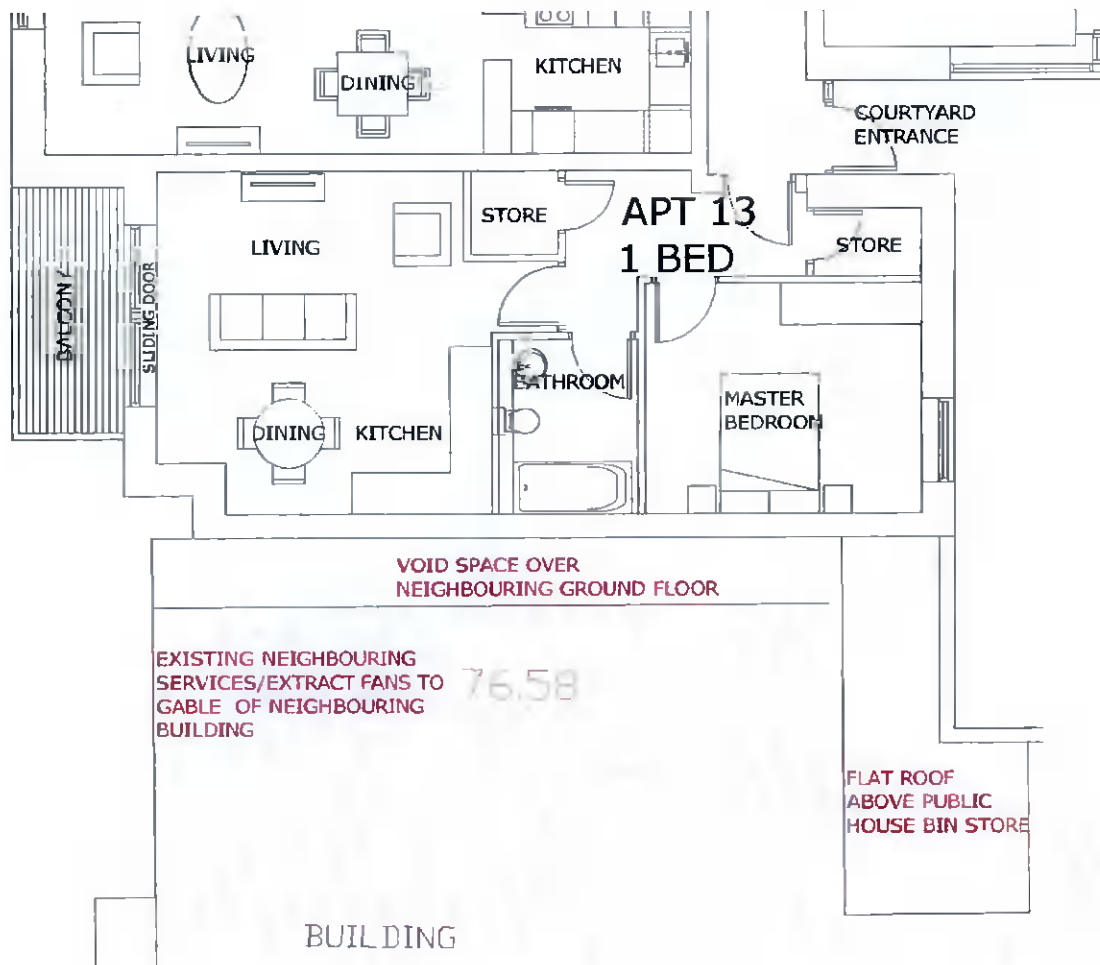 LIVING
DINING
KITCHEN
COURTYARD
ENTRANCE
STORE
APT 13
1 BED
STORE
LIVING
BALCONY
SLIDING DOOR
BATHROOM
MASTER
BEDROOM
DINING
KITCHEN
VOID SPACE OVER
NEIGHBOURING GROUND FLOOR
EXISTING NEIGHBOURING
SERVICES/EXTRACT FANS TO
GABLE OF NEIGHBOURING
BUILDING
76.58
FLAT ROOF
ABOVE PUBLIC
HOUSE BIN STORE
BUILDING